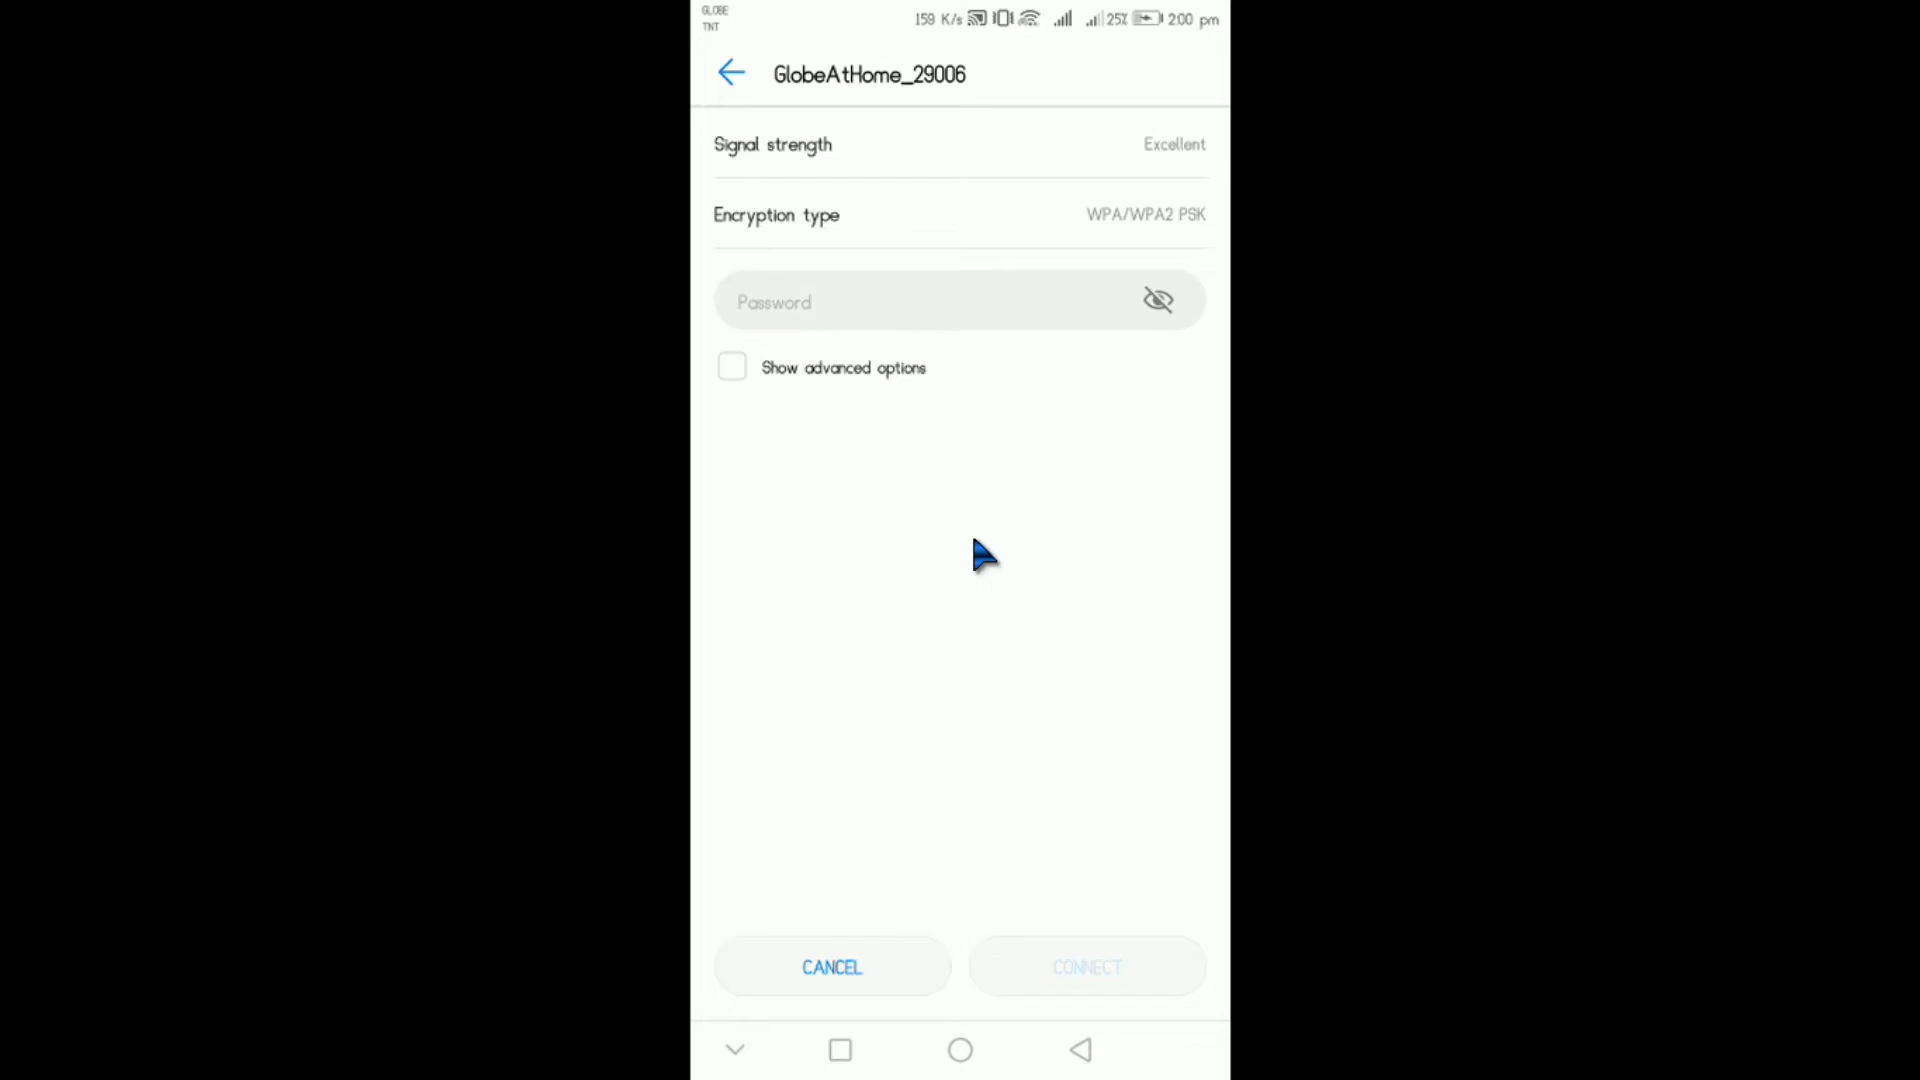 GLOBE
TNT
159 K/s 25% 2:00 pm
GlobeAtHome_29006
Signal strength Excellent
Encryption type WPA/WPA2 PSK
Password
Show advanced options
CANCEL CONNECT